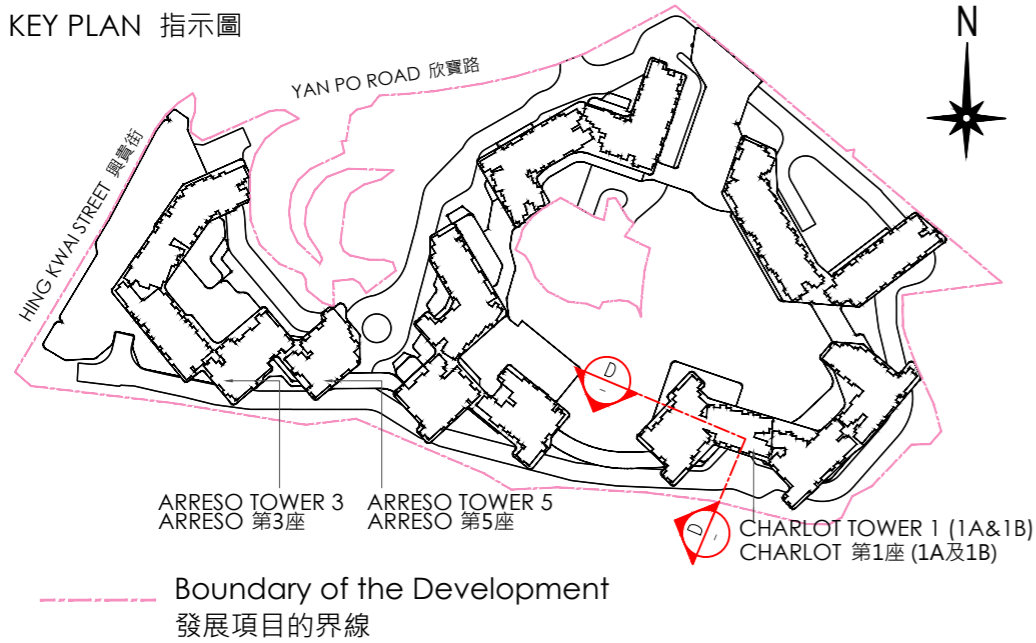 KEY PLAN 指示圖
N
YAN PO ROAD 欣寶路
HING KWAI STREET 興貴街
D
–
ARRESO TOWER 3
ARRESO 第3座
ARRESO TOWER 5
ARRESO 第5座
D
–
CHARLOT TOWER 1 (1A&1B)
CHARLOT 第1座 (1A及1B)
Boundary of the Development
發展項目的界線